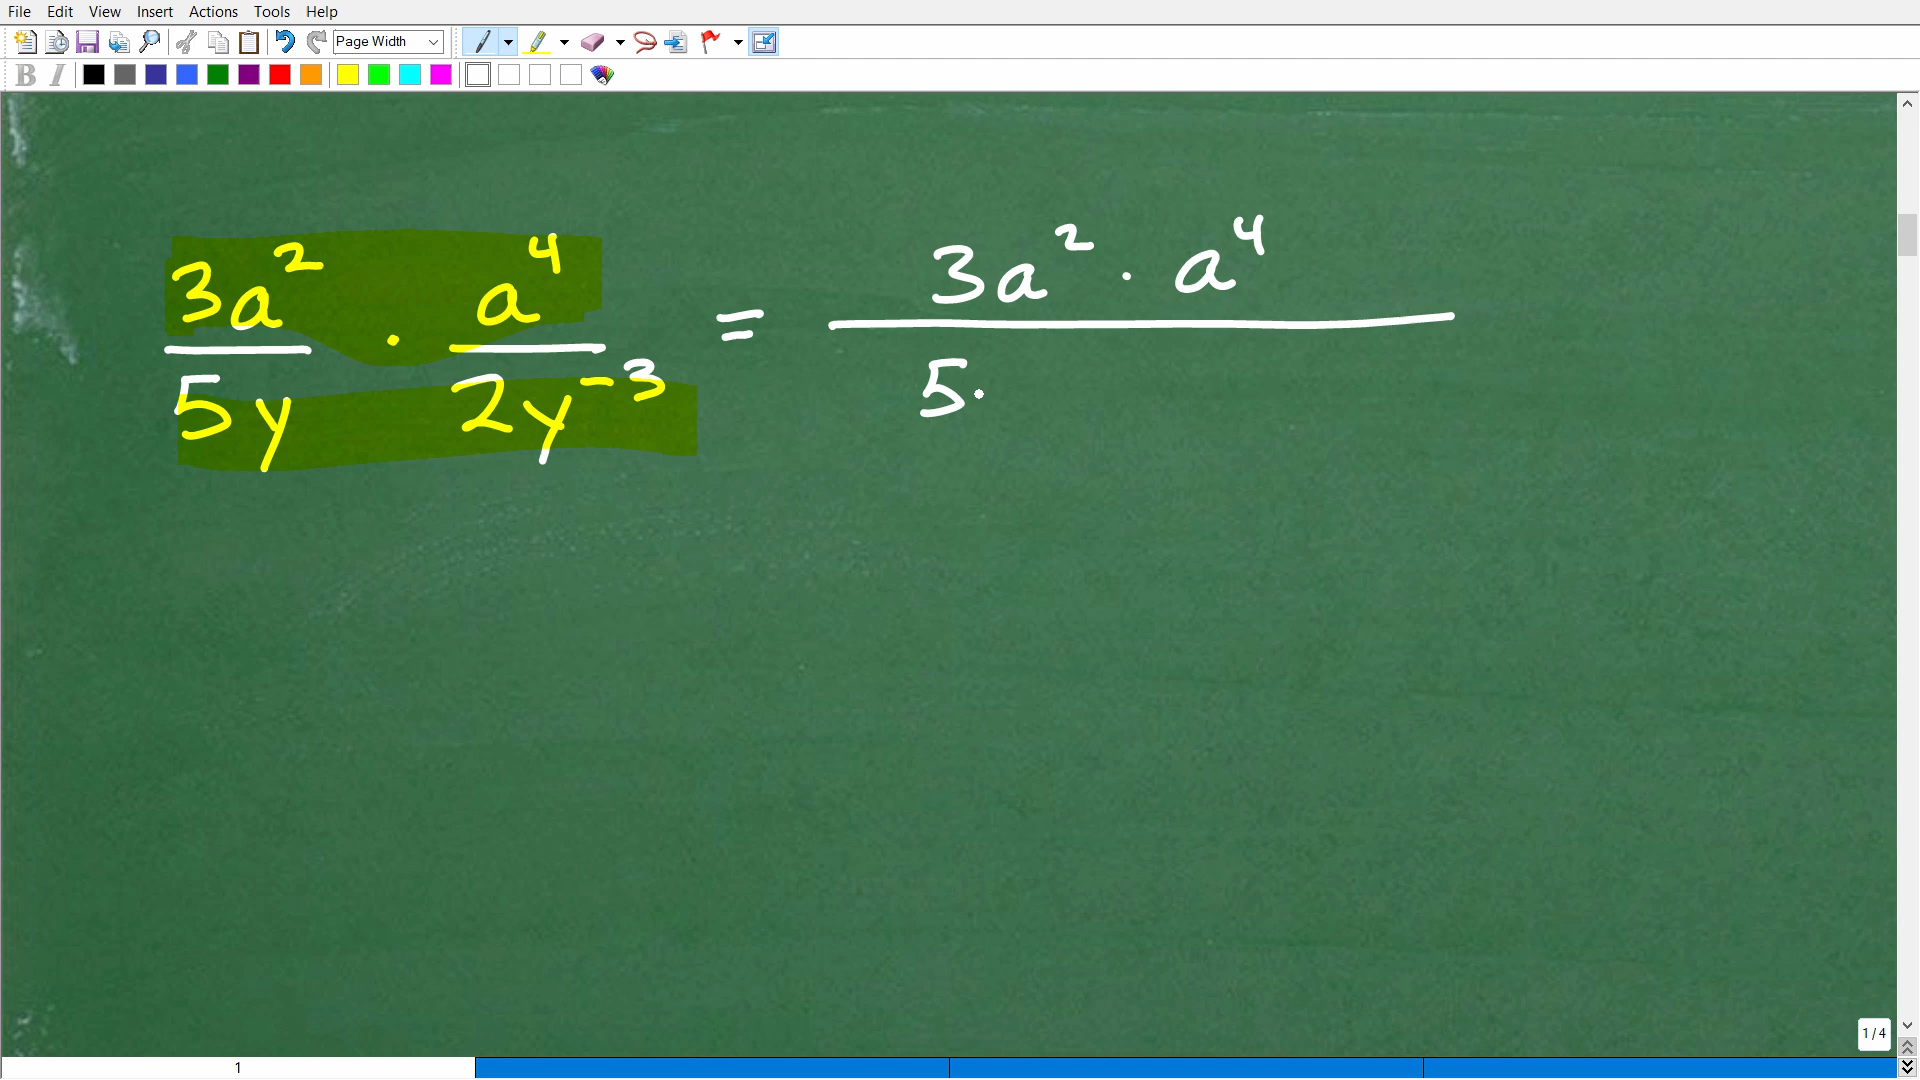 File Edit View Insert Actions Tools Help
Page Width
B I
3a² · a⁴ = 3a² · a⁴
5y 2y⁻³ 5
1 / 4
1